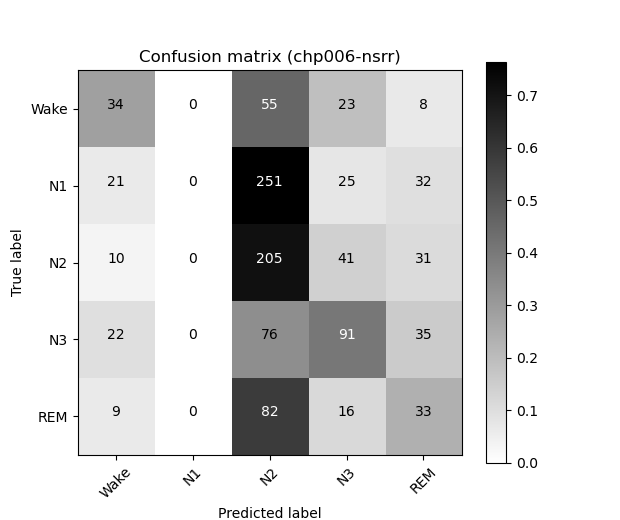 Confusion matrix (chp006-nsrr)
True label
Wake 34 0 55 23 8
N1 21 0 251 25 32
N2 10 0 205 41 31
N3 22 0 76 91 35
REM 9 0 82 16 33
Wake N1 N2 N3 REM
Predicted label
0.7
0.6
0.5
0.4
0.3
0.2
0.1
0.0